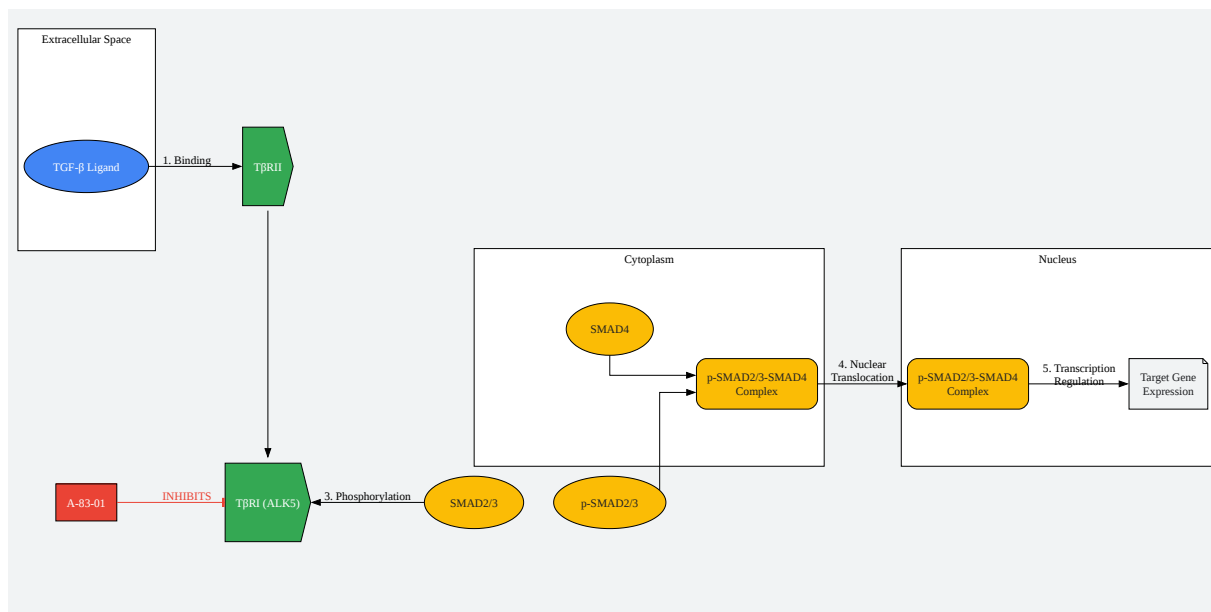 Extracellular Space
TGF-β Ligand
1. Binding
TβRII
Cytoplasm
SMAD4
p-SMAD2/3-SMAD4
Complex
4. Nuclear
Translocation
Nucleus
p-SMAD2/3-SMAD4
Complex
5. Transcription
Regulation
Target Gene
Expression
A-83-01
INHIBITS
TβRI (ALK5)
3. Phosphorylation
SMAD2/3
p-SMAD2/3